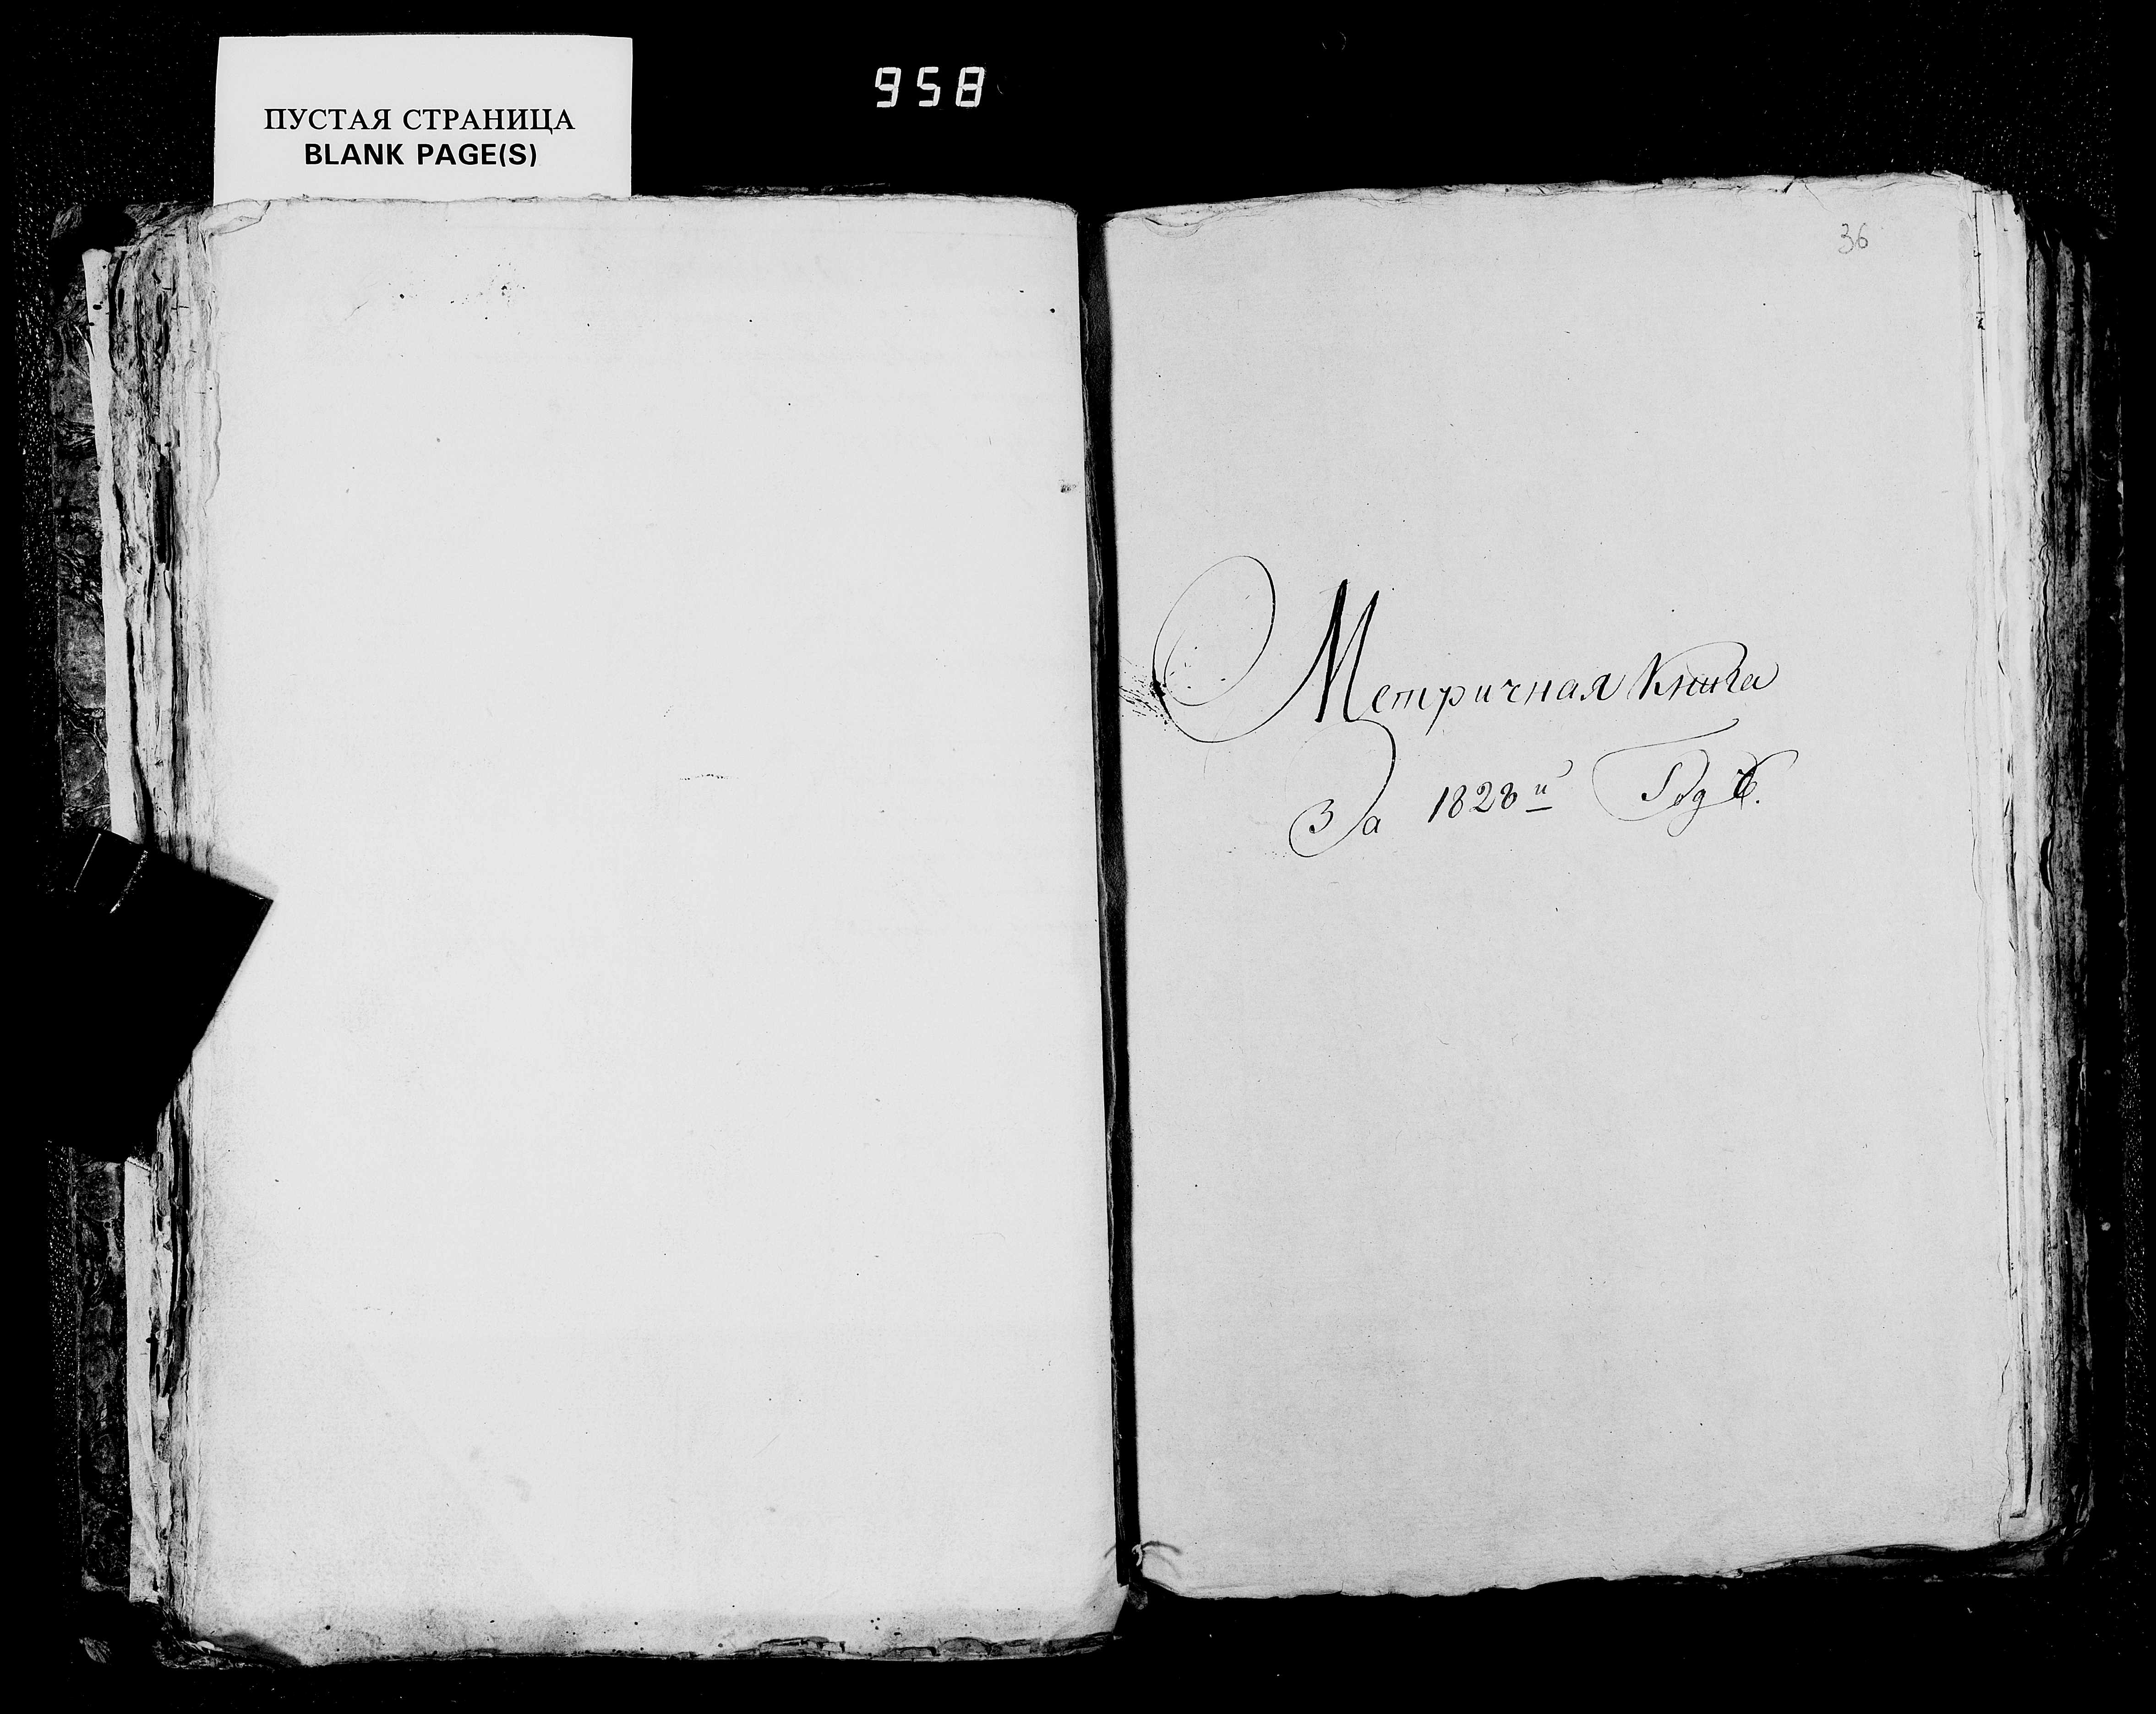 ПУСТАЯ СТРАНИЦА
BLANK PAGE(S)
958
36
Метричная Книга
За 1828й Годъ.